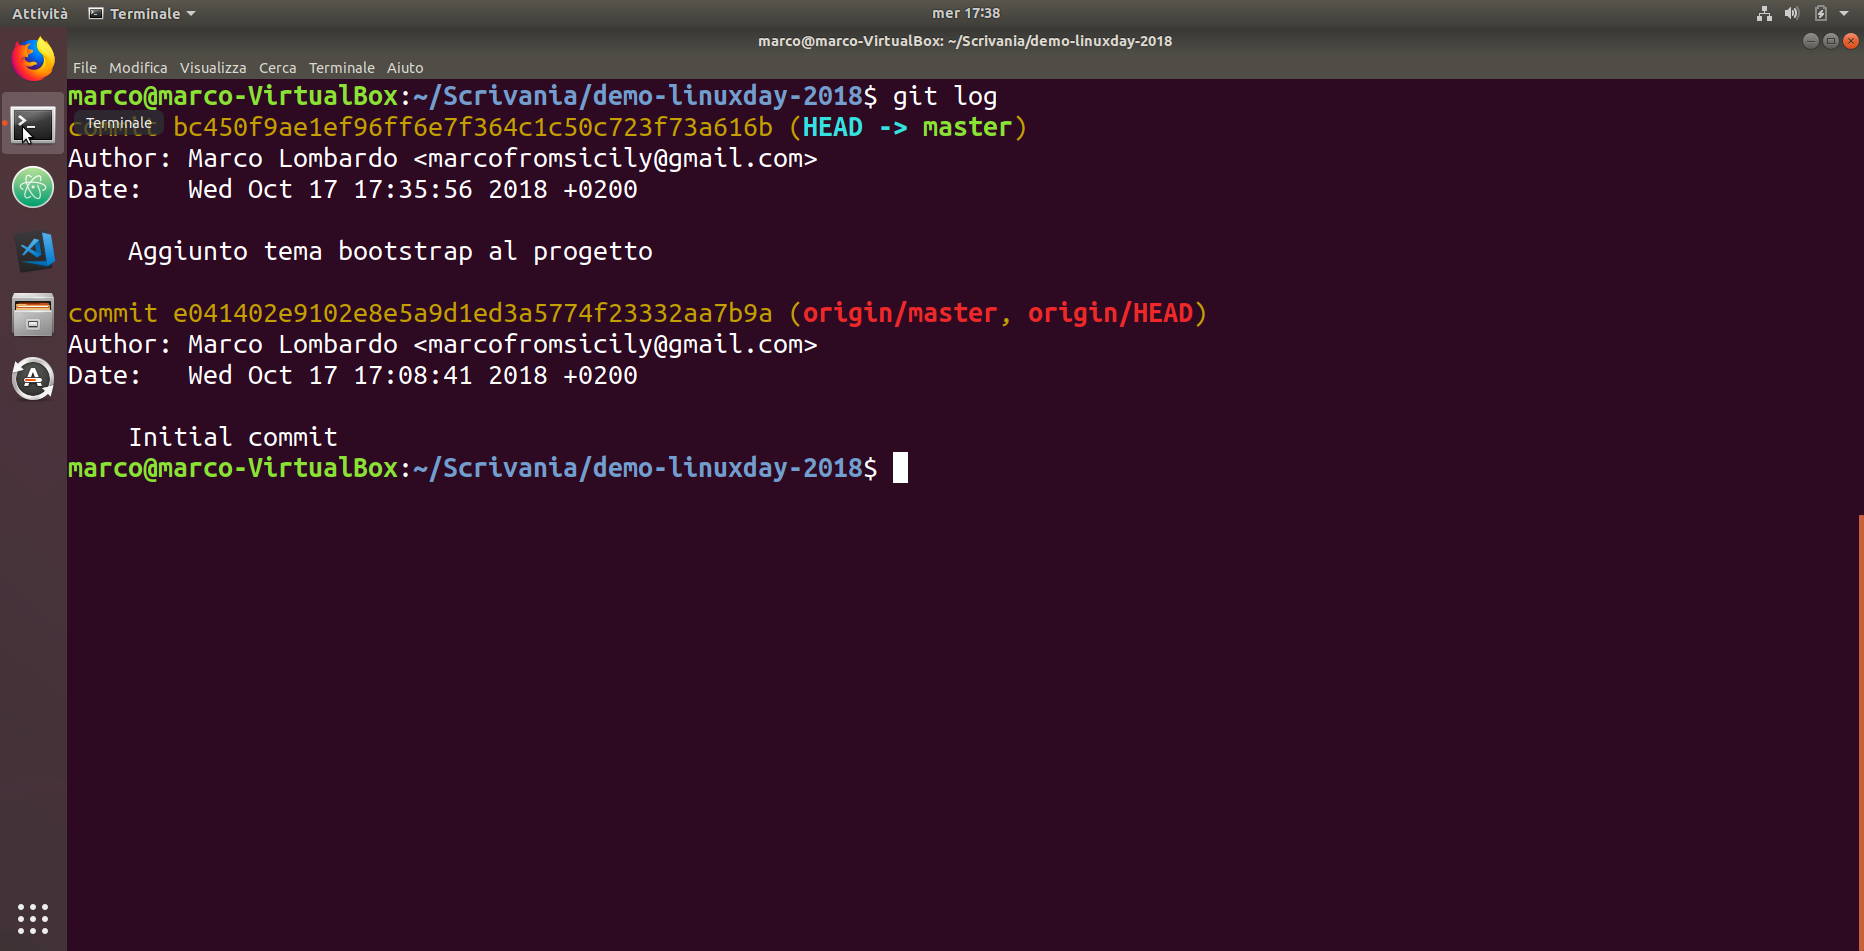 Attività Terminale mer 17:38
marco@marco-VirtualBox: ~/Scrivania/demo-linuxday-2018
File Modifica Visualizza Cerca Terminale Aiuto
marco@marco-VirtualBox:~/Scrivania/demo-linuxday-2018$ git log
Terminale
commit bc450f9ae1ef96ff6e7f364c1c50c723f73a616b (HEAD -> master)
Author: Marco Lombardo <marcofromsicily@gmail.com>
Date:   Wed Oct 17 17:35:56 2018 +0200
Aggiunto tema bootstrap al progetto
commit e041402e9102e8e5a9d1ed3a5774f23332aa7b9a (origin/master, origin/HEAD)
Author: Marco Lombardo <marcofromsicily@gmail.com>
Date:   Wed Oct 17 17:08:41 2018 +0200
Initial commit
marco@marco-VirtualBox:~/Scrivania/demo-linuxday-2018$